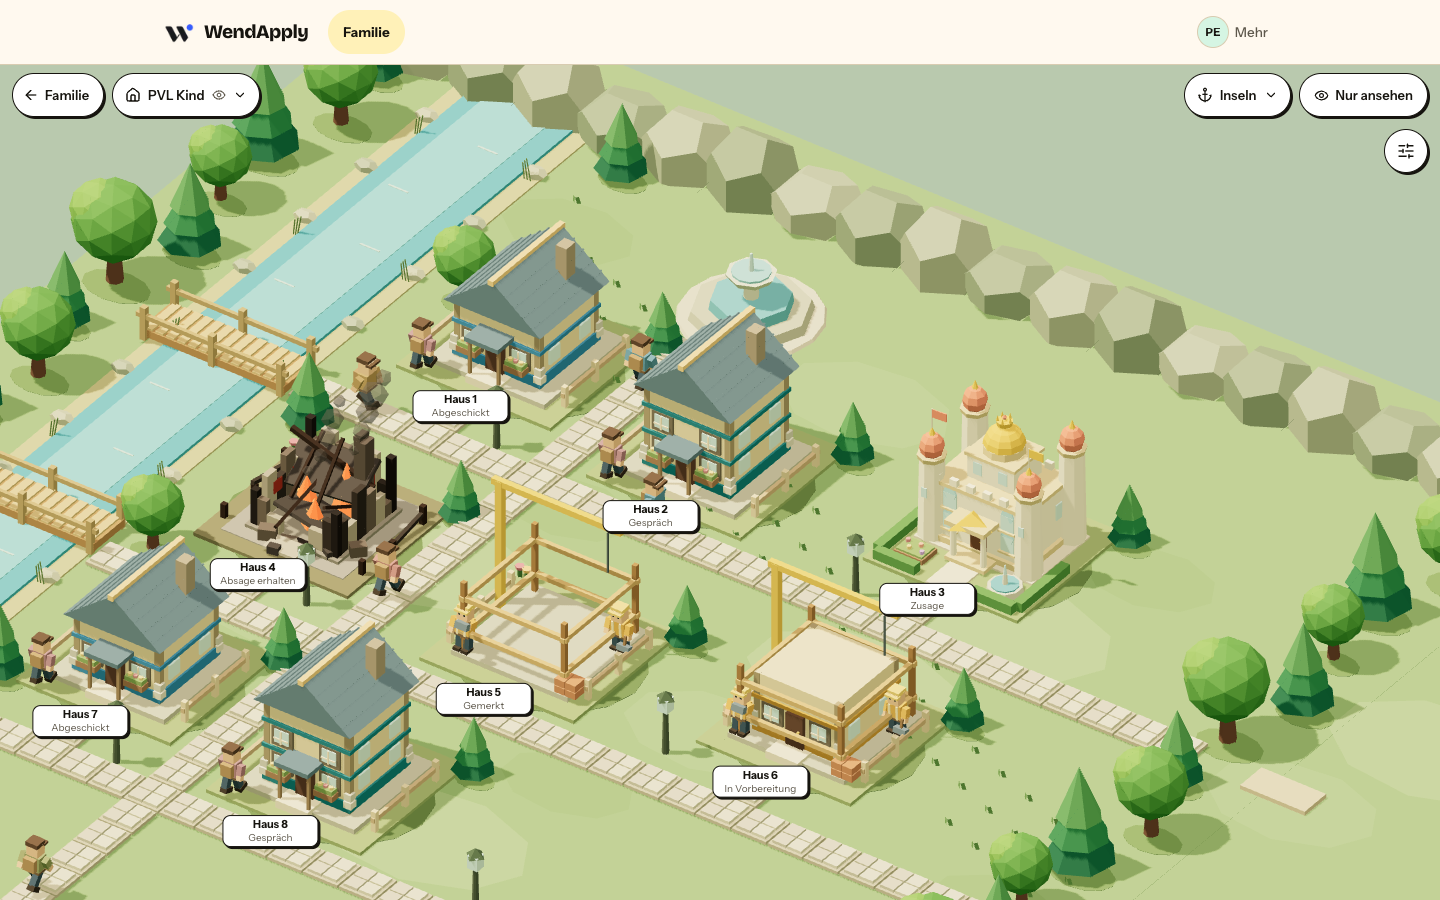 WendApply
Familie
PE
Mehr
Familie
PVL Kind
Inseln
Nur ansehen
Haus 1
Abgeschickt
Haus 2
Gespräch
Haus 4
Absage erhalten
Haus 3
Zusage
Haus 5
Gemerkt
Haus 7
Abgeschickt
Haus 6
In Vorbereitung
Haus 8
Gespräch